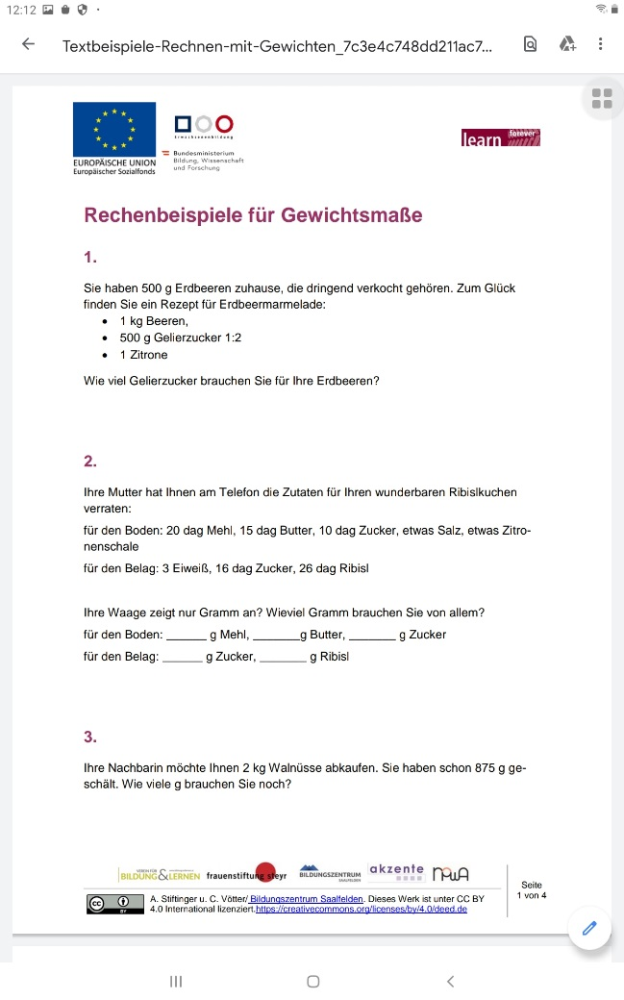 12:12
Textbeispiele-Rechnen-mit-Gewichten_7c3e4c748dd211ac7...
EUROPÄISCHE UNION
Europäischer Sozialfonds
Erwachsenenbildung
Bundesministerium
Bildung, Wissenschaft
und Forschung
learn forever
Rechenbeispiele für Gewichtsmaße
1.
Sie haben 500 g Erdbeeren zuhause, die dringend verkocht gehören. Zum Glück
finden Sie ein Rezept für Erdbeermarmelade:
• 1 kg Beeren,
• 500 g Gelierzucker 1:2
• 1 Zitrone
Wie viel Gelierzucker brauchen Sie für Ihre Erdbeeren?
2.
Ihre Mutter hat Ihnen am Telefon die Zutaten für Ihren wunderbaren Ribislkuchen
verraten:
für den Boden: 20 dag Mehl, 15 dag Butter, 10 dag Zucker, etwas Salz, etwas Zitro-
nenschale
für den Belag: 3 Eiweiß, 16 dag Zucker, 26 dag Ribisl
Ihre Waage zeigt nur Gramm an? Wieviel Gramm brauchen Sie von allem?
für den Boden: ______ g Mehl, _______g Butter, _______ g Zucker
für den Belag: ______ g Zucker, _______ g Ribisl
3.
Ihre Nachbarin möchte Ihnen 2 kg Walnüsse abkaufen. Sie haben schon 875 g ge-
schält. Wie viele g brauchen Sie noch?
VEREIN FÜR
BILDUNG & LERNEN
frauenstiftung steyr
BILDUNGSZENTRUM
SAALFELDEN
akzente
nowa
cc BY
A. Stiftinger u. C. Vötter/ Bildungszentrum Saalfelden. Dieses Werk ist unter CC BY
4.0 International lizenziert.https://creativecommons.org/licenses/by/4.0/deed.de
Seite
1 von 4